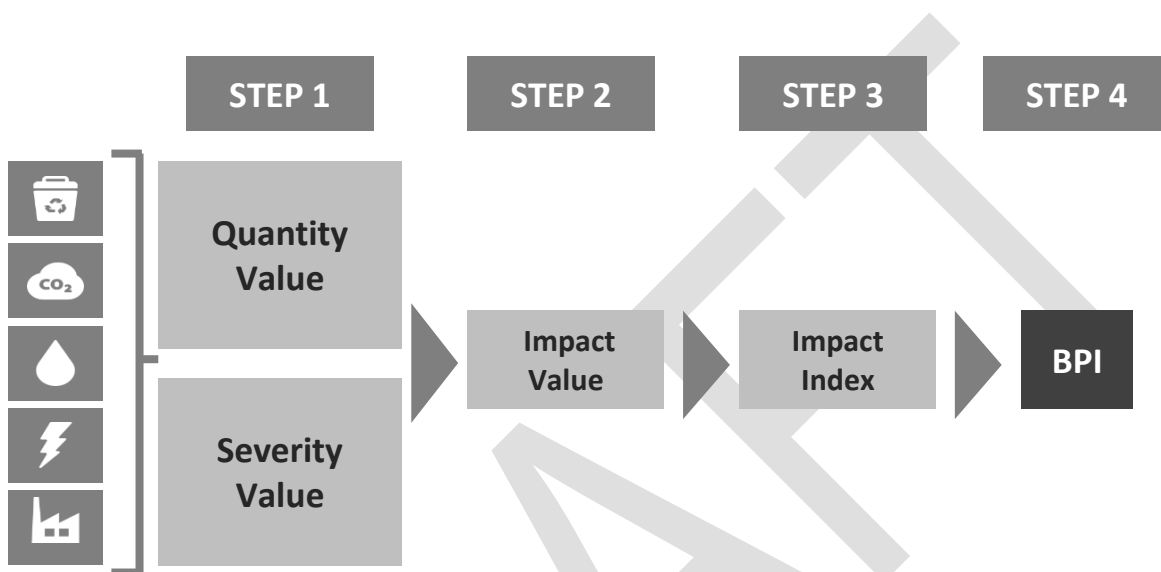 STEP 1
STEP 2
STEP 3
STEP 4
Quantity
Value
CO₂
Impact
Value
Impact
Index
BPI
Severity
Value